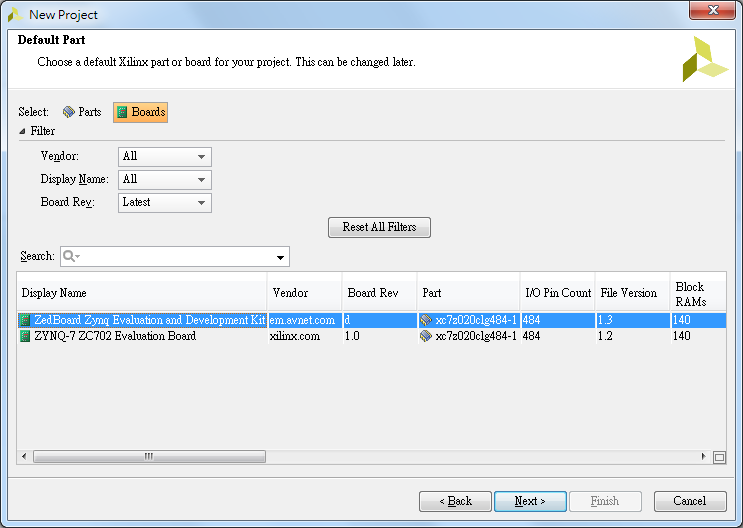 New Project
Default Part
Choose a default Xilinx part or board for your project. This can be changed later.
Select: Parts Boards
Filter
Vendor: All
Display Name: All
Board Rev: Latest
Reset All Filters
Search:
Display Name Vendor Board Rev Part I/O Pin Count File Version Block RAMs
ZedBoard Zynq Evaluation and Development Kit em.avnet.com d xc7z020clg484-1 484 1.3 140
ZYNQ-7 ZC702 Evaluation Board xilinx.com 1.0 xc7z020clg484-1 484 1.2 140
< Back Next > Finish Cancel